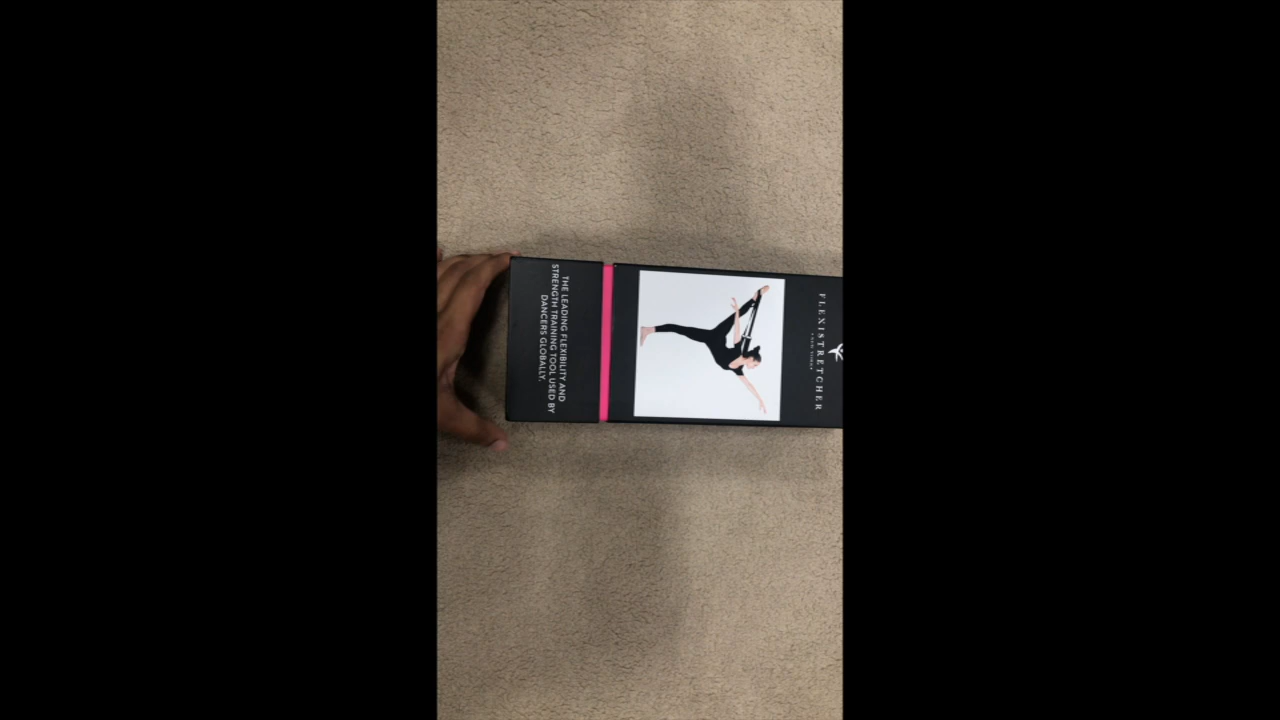 FLEXISTRETCHER
THE LEADING FLEXIBILITY AND
STRENGTH TRAINING TOOL USED BY
DANCERS GLOBALLY.